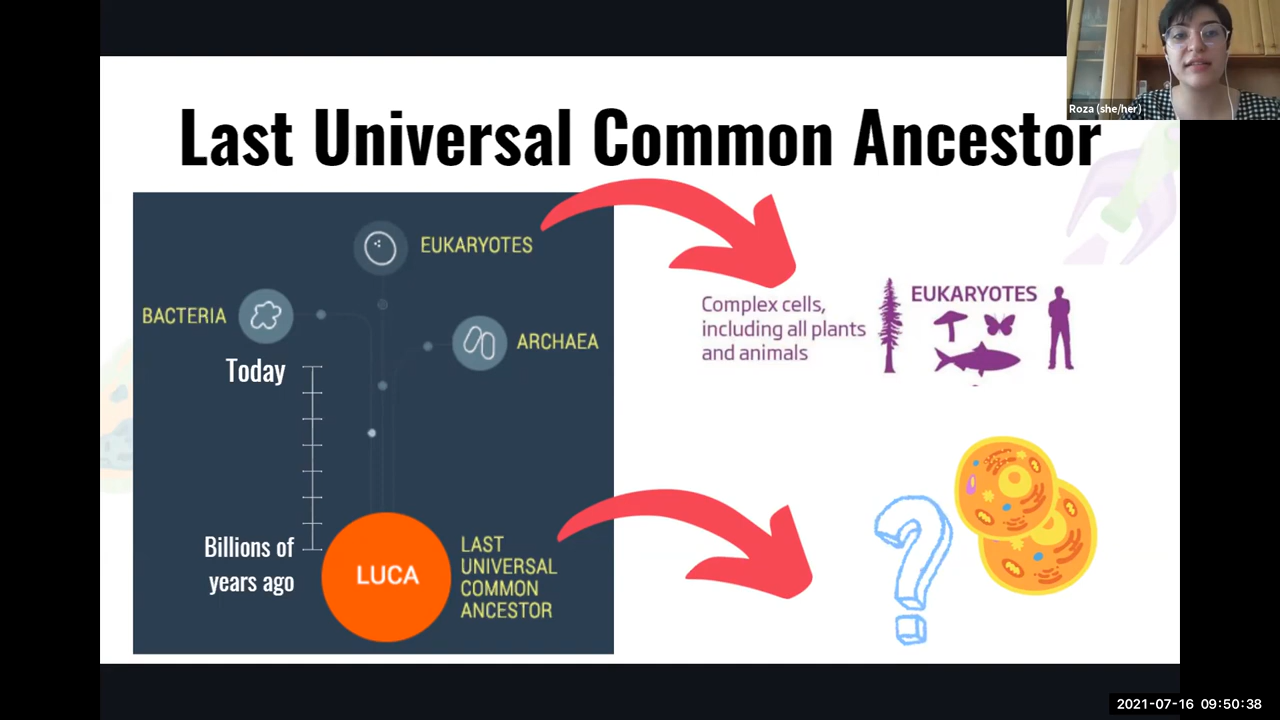 Roza (she/her)
Last Universal Common Ancestor
EUKARYOTES
BACTERIA
ARCHAEA
Today
Billions of
years ago
LUCA
LAST
UNIVERSAL
COMMON
ANCESTOR
Complex cells,
including all plants
and animals
EUKARYOTES
?
2021-07-16 09:50:38